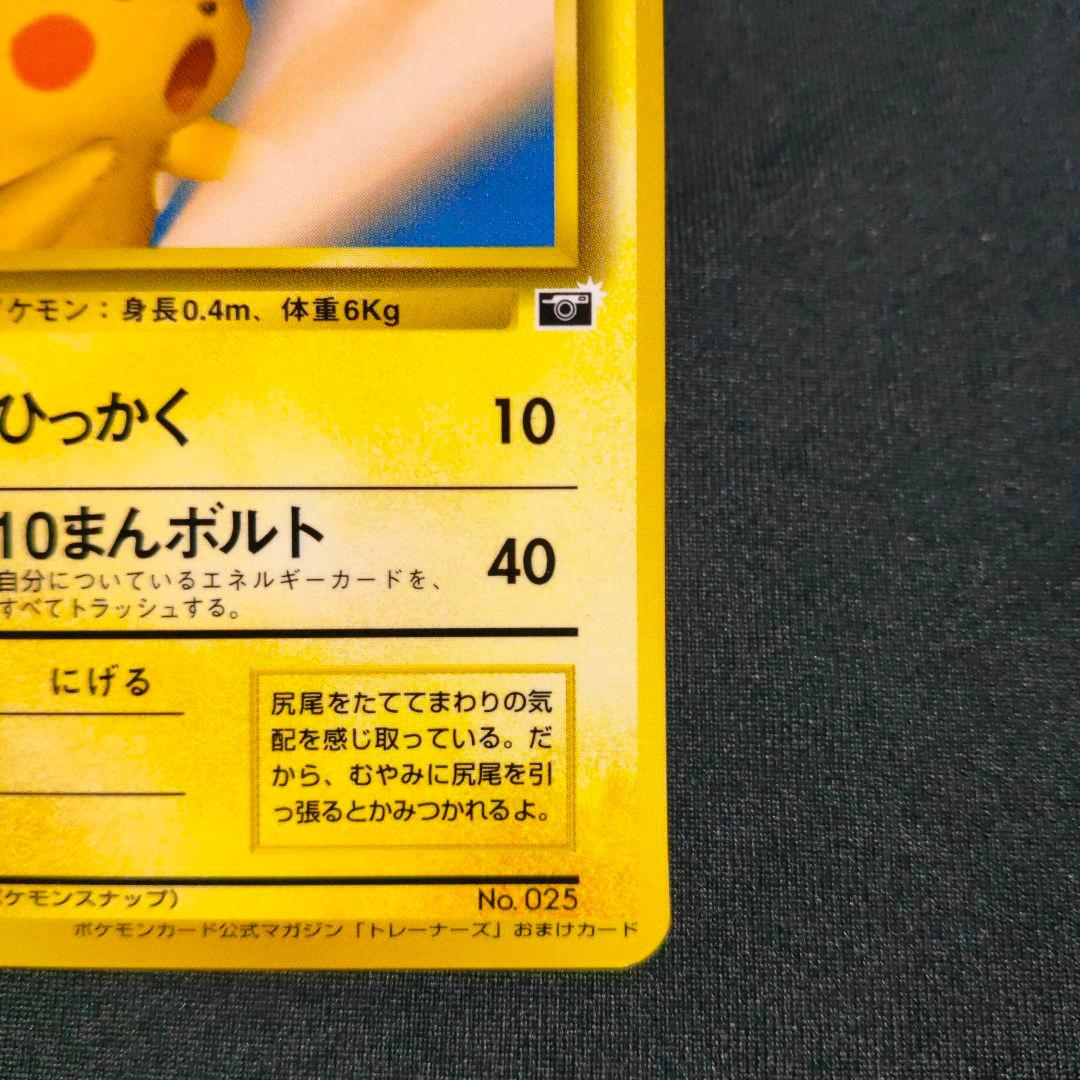 ケモン：身長0.4m、体重6Kg
ひっかく 10
10まんボルト 40
自分についているエネルギーカードを、
すべてトラッシュする。
にげる
尻尾をたててまわりの気
配を感じ取っている。だ
から、むやみに尻尾を引
っ張るとかみつかれるよ。
ケモンスナップ） No. 025
ポケモンカード公式マガジン「トレーナーズ」おまけカード